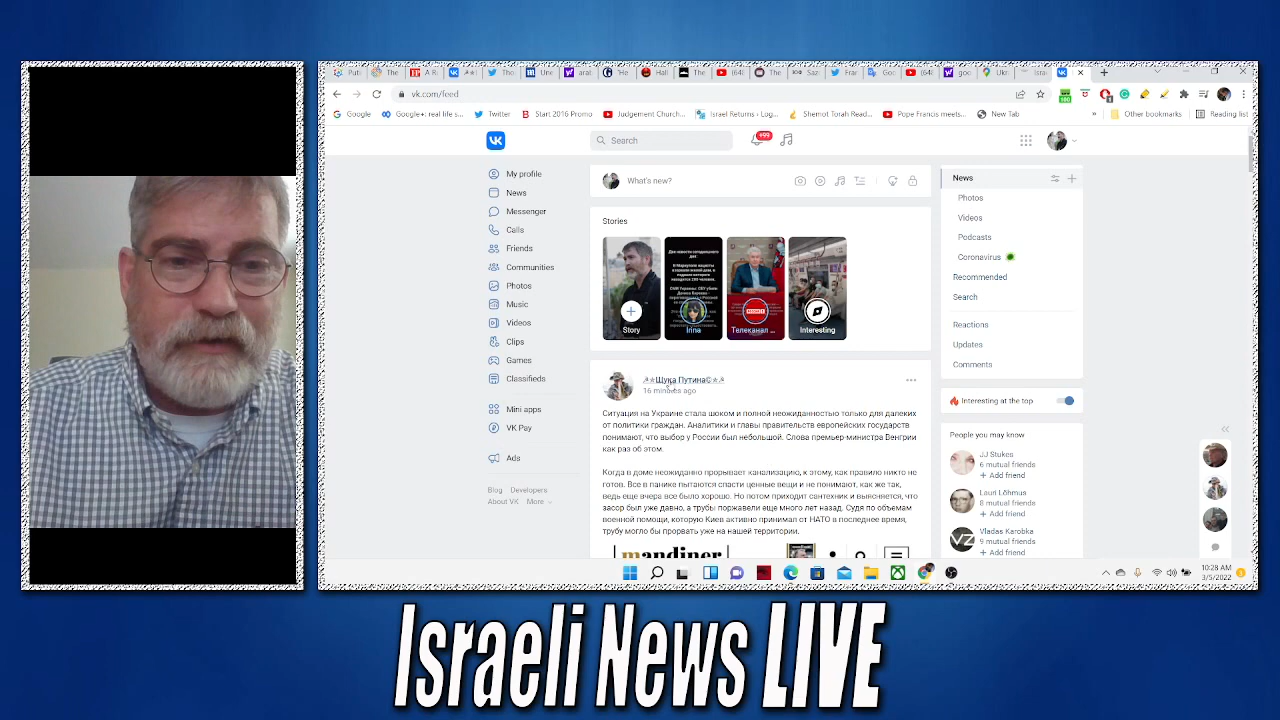 vk.com/feed
Google
Google+: real life s...
Twitter
Start 2016 Promo
Judgement Church...
Israel Returns : Log...
Shemot Torah Read...
Pope Francis meets...
New Tab
»
Other bookmarks
Reading list
Search
+99
My profile
News
Messenger
Calls
Friends
Communities
Photos
Music
Videos
Clips
Games
Classifieds
Mini apps
VK Pay
Ads
Blog Developers
About VK More
What's new?
Stories
Story
Irina
Телеканал ...
Interesting
Щука Путина
16 minutes ago
Ситуация на Украине стала шоком и полной неожиданностью только для далеких
от политики граждан. Аналитики и главы правительств европейских государств
понимают, что выбор у России был небольшой. Слова премьер-министра Венгрии
как раз об этом.
Когда в доме неожиданно прорывает канализацию, к этому, как правило никто не
готов. Все в панике пытаются спасти ценные вещи и не понимают, как же так,
ведь еще вчера все было хорошо. Но потом приходит сантехник и выясняется, что
засор был уже давно, а трубы поржавели еще много лет назад. Судя по объемам
военной помощи, которую Киев активно принимал от НАТО в последнее время,
трубу могло бы прорвать уже на нашей территории.
mandiner
News
Photos
Videos
Podcasts
Coronavirus
Recommended
Search
Reactions
Updates
Comments
Interesting at the top
People you may know
JJ Stukes
6 mutual friends
+ Add friend
Lauri Lõhmus
8 mutual friends
+ Add friend
Vladas Karobka
9 mutual friends
+ Add friend
10:28 AM
3/5/2022
Israeli News LIVE